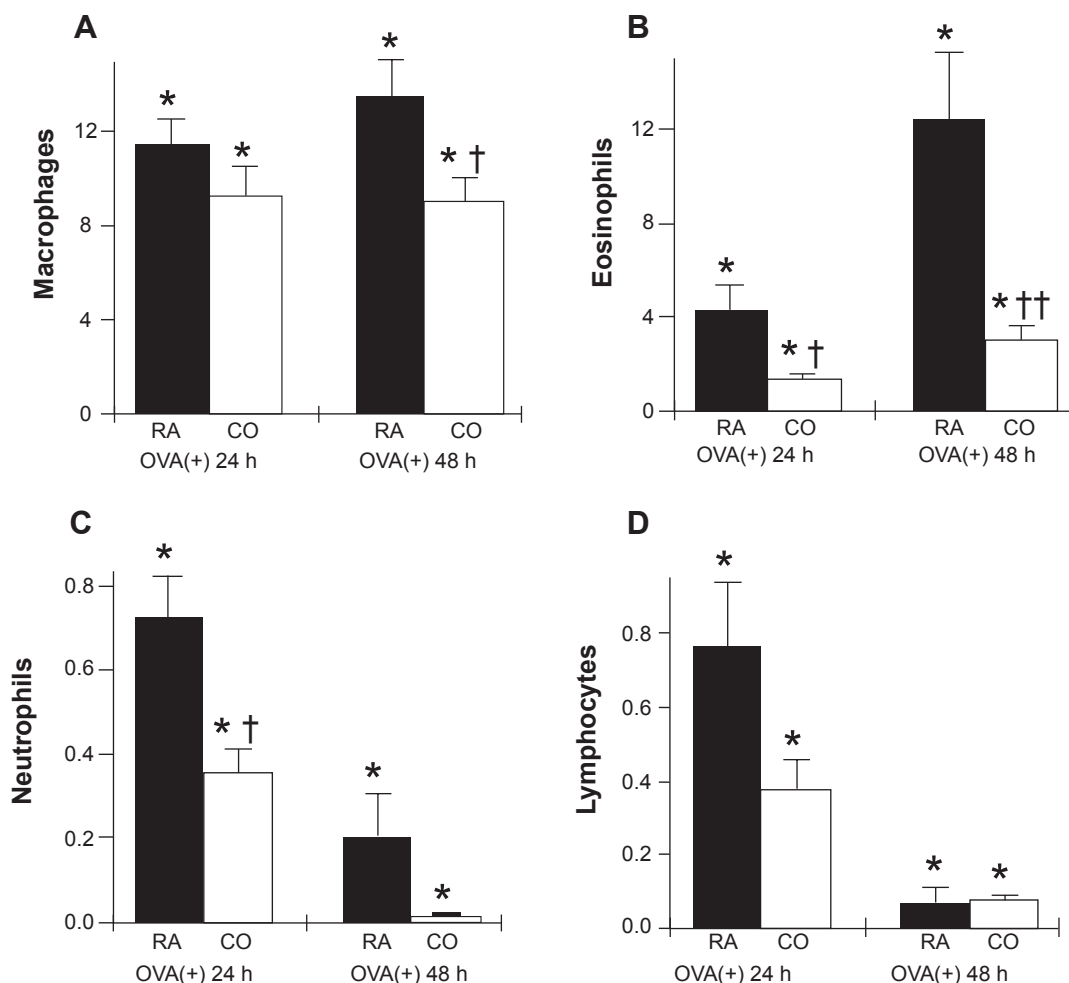 A
*
*
*
* †
Macrophages
12
8
4
0
RA CO RA CO
OVA(+) 24 h OVA(+) 48 h
B
*
* †
*
* ††
Eosinophils
12
8
4
0
RA CO RA CO
OVA(+) 24 h OVA(+) 48 h
C
*
* †
*
*
Neutrophils
0.8
0.6
0.4
0.2
0.0
RA CO RA CO
OVA(+) 24 h OVA(+) 48 h
D
*
*
*
*
Lymphocytes
0.8
0.6
0.4
0.2
0.0
RA CO RA CO
OVA(+) 24 h OVA(+) 48 h